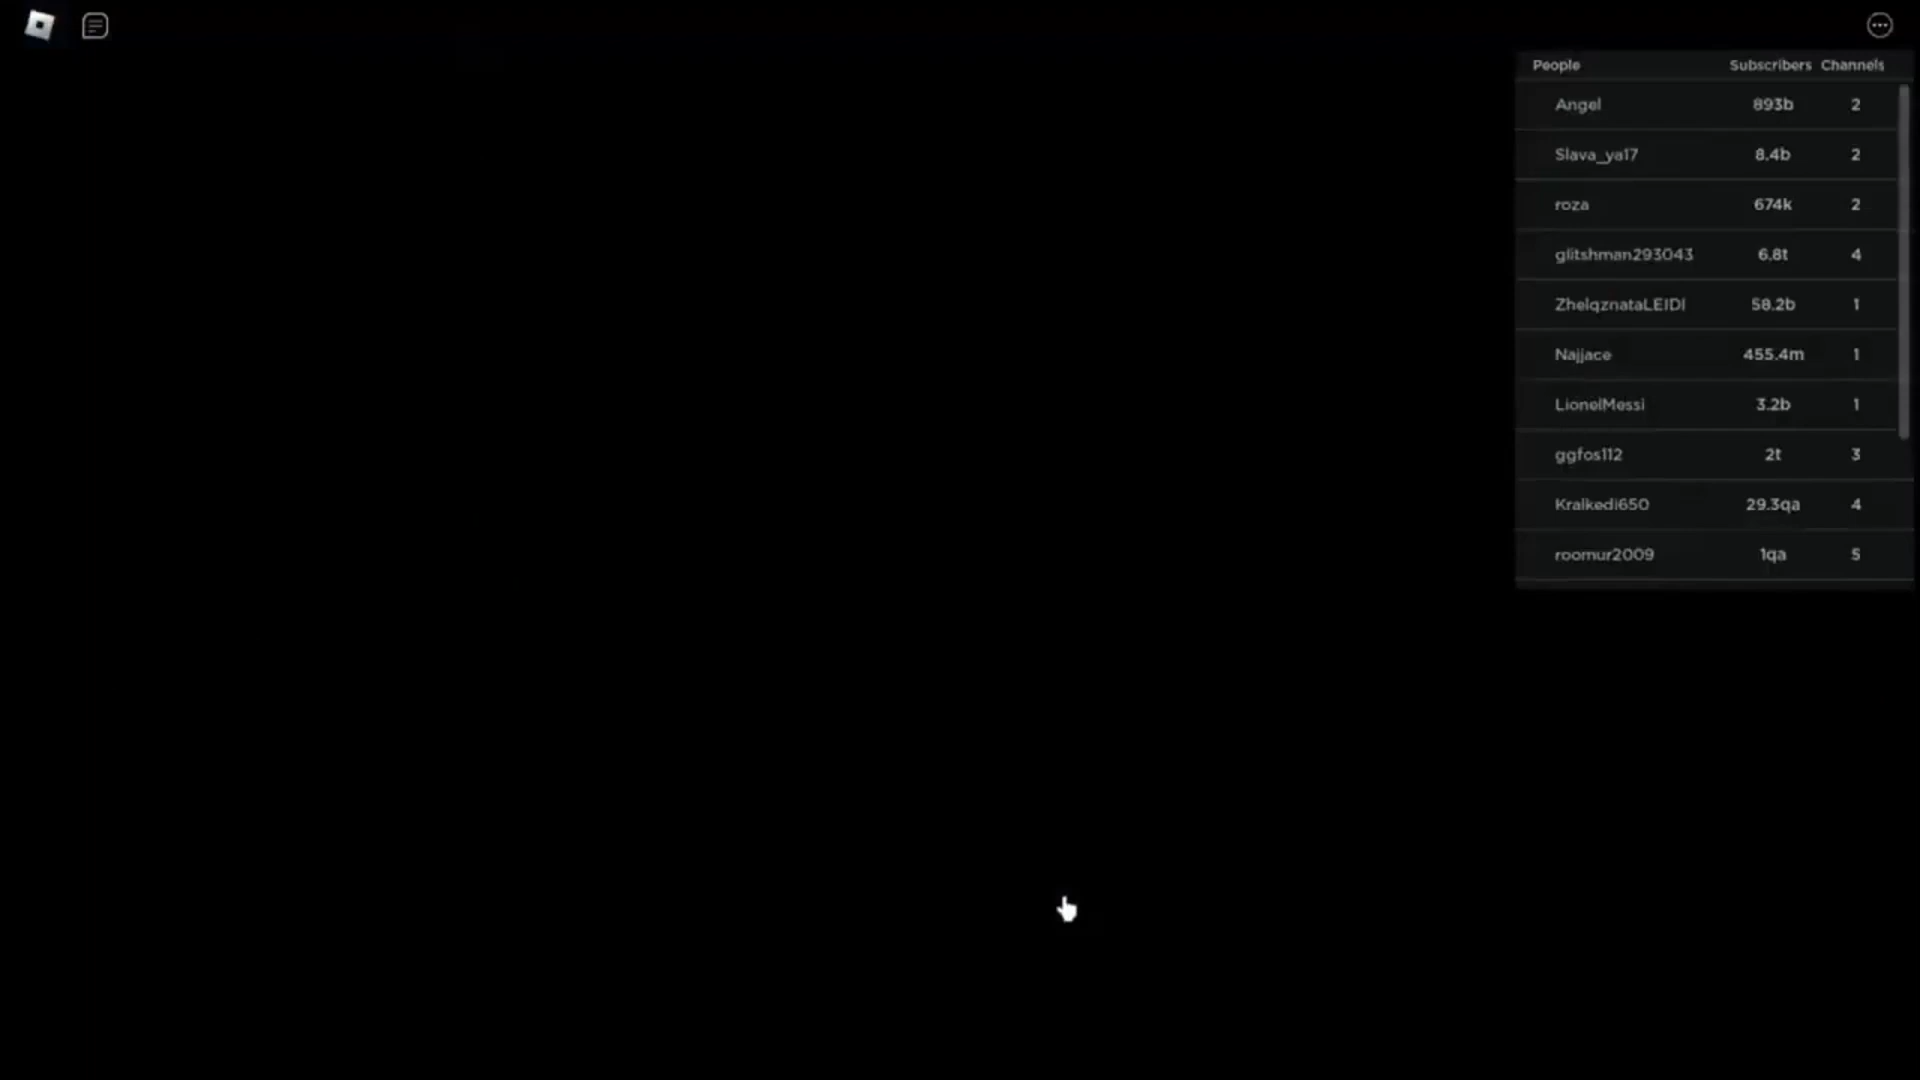 People Subscribers Channels
Angel 893b 2
Slava_ya17 8.4b 2
roza 674k 2
glitshman293043 6.8t 4
ZhelqznataLEIDI 58.2b 1
Najjace 455.4m 1
LionelMessi 3.2b 1
ggfos112 2t 3
Kralkedi650 29.3qa 4
roomur2009 1qa 5